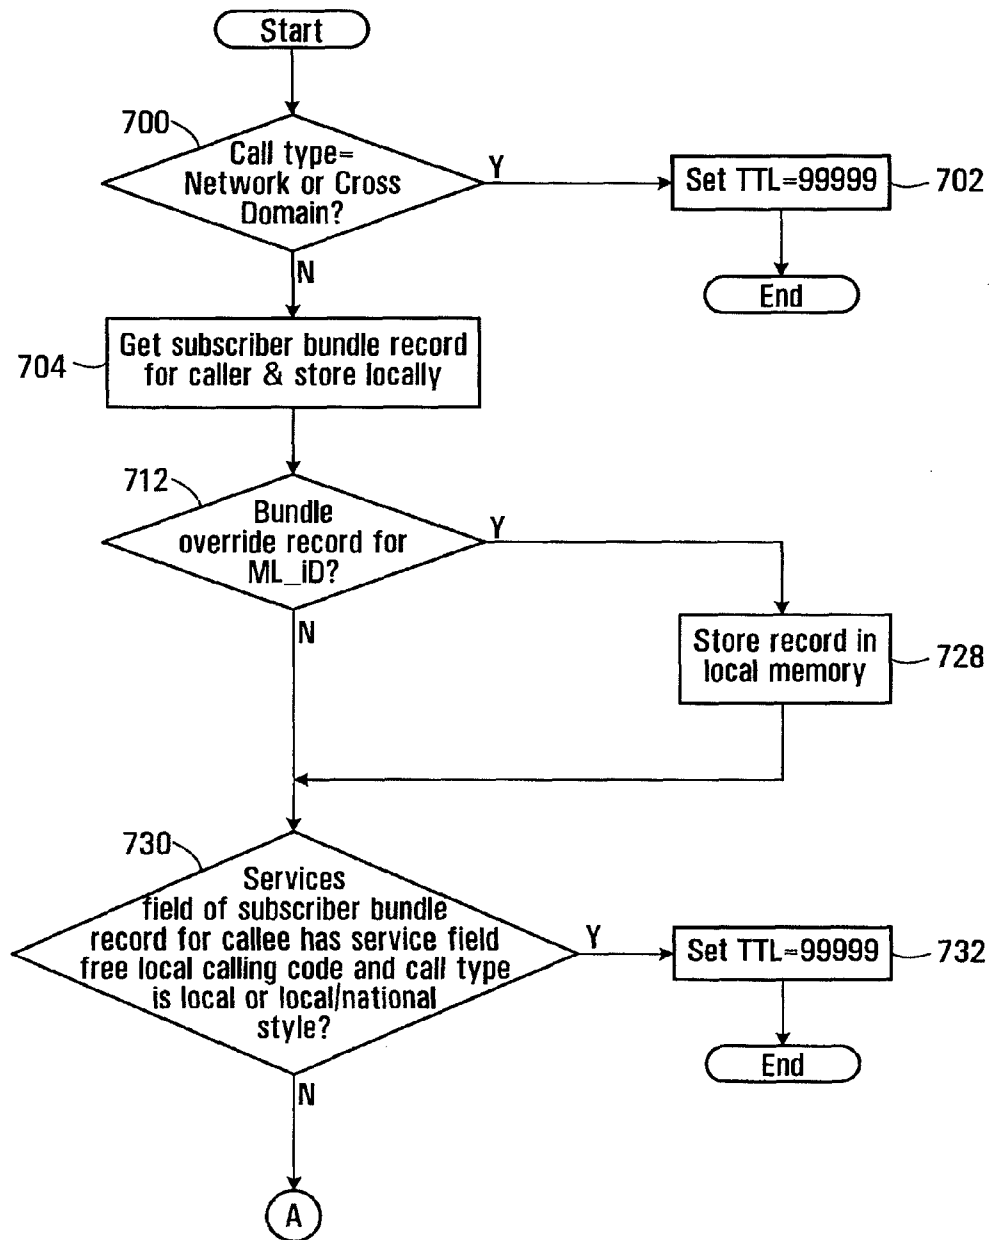 Start
700
Call type=
Network or Cross
Domain?
Y
Set TTL=99999
702
N
End
704
Get subscriber bundle record
for caller & store locally
712
Bundle
override record for
ML_iD?
Y
N
Store record in
local memory
728
730
Services
field of subscriber bundle
record for callee has service field
free local calling code and call type
is local or local/national
style?
Y
Set TTL=99999
732
End
N
A